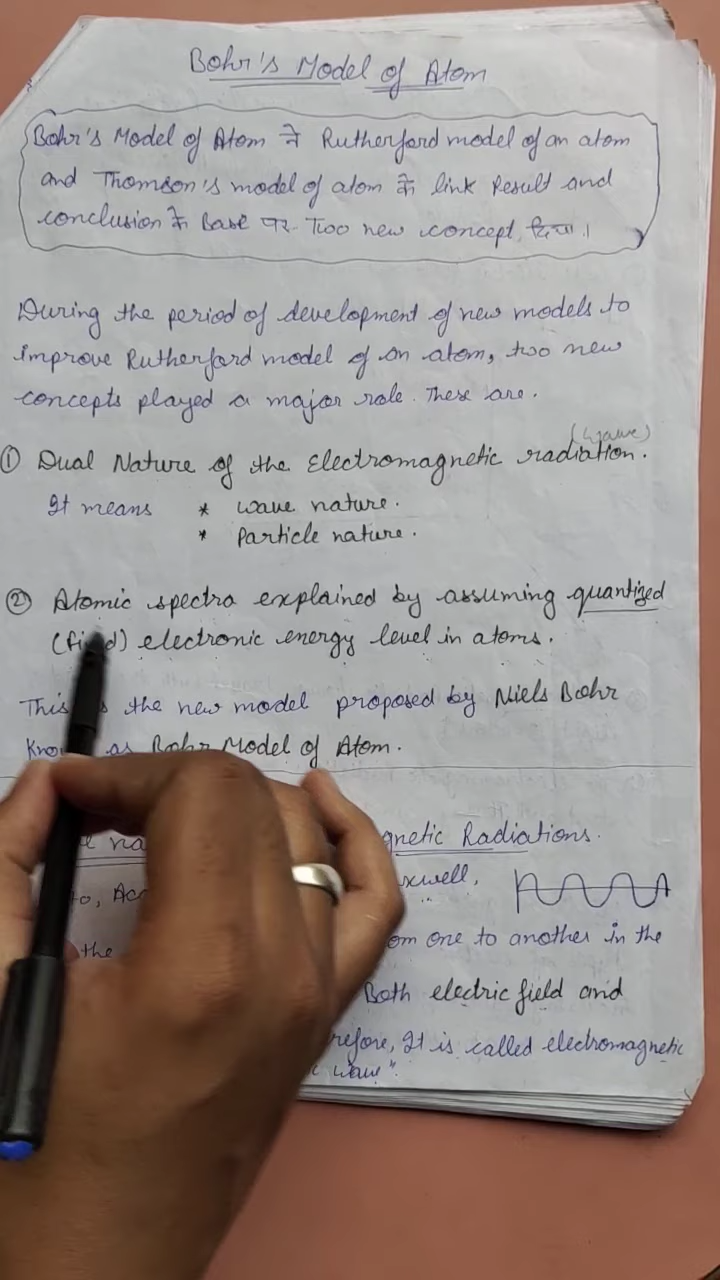 Bohr's Model of Atom
Bohr's Model of Atom ने Rutherford model of an atom
and Thomson's model of atom के link Result and
conclusion के Base पर Two new concept दिया।
During the period of development of new models to
improve Rutherford model of an atom, two new
concepts played a major role. These are.
(wave)
① Dual Nature of the Electromagnetic radiation.
It means * wave nature.
* Particle nature.
② Atomic spectra explained by assuming quantized
electronic energy level in atoms.
This the new model proposed by Niels Bohr
as Bohr Model of Atom.
Radiations.
one to another in the
Both electric field and
It is called electromagnetic
wave".